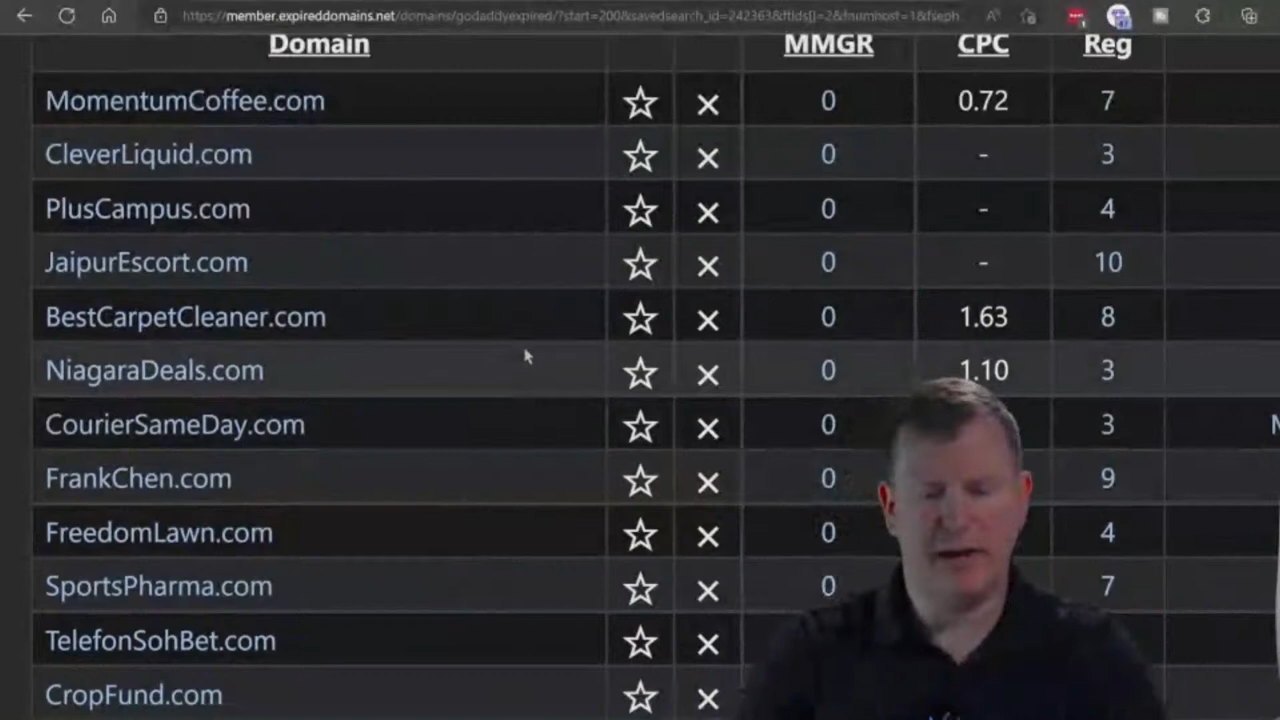 https://member.expireddomains.net/domains/godaddyexpired/?start=200&savedsearch_id=242363&ftlds[]=2&fnumhost=1&fseph
Domain MMGR CPC Reg
MomentumCoffee.com 0 0.72 7
CleverLiquid.com 0 - 3
PlusCampus.com 0 - 4
JaipurEscort.com 0 - 10
BestCarpetCleaner.com 0 1.63 8
NiagaraDeals.com 0 1.10 3
CourierSameDay.com 0 3
FrankChen.com 0 9
FreedomLawn.com 0 4
SportsPharma.com 0 7
TelefonSohBet.com
CropFund.com